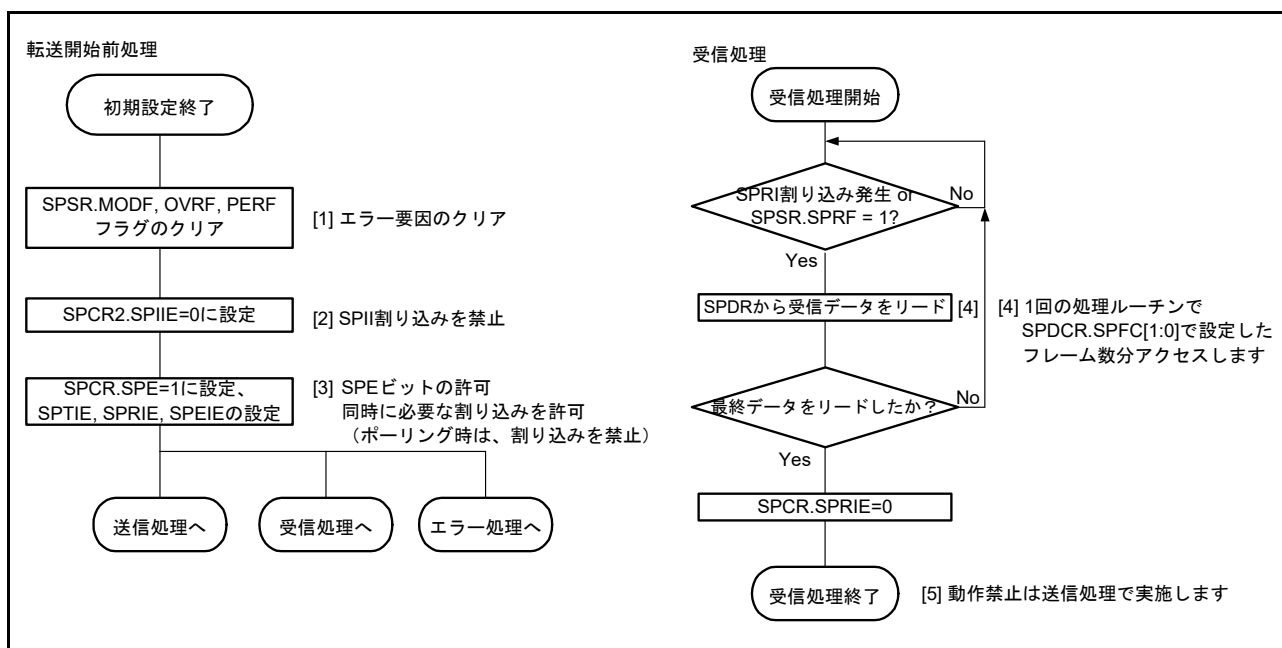 転送開始前処理
初期設定終了
SPSR.MODF, OVRF, PERF
フラグのクリア
[1] エラー要因のクリア
SPCR2.SPIIE=0に設定
[2] SPII割り込みを禁止
SPCR.SPE=1に設定、
SPTIE, SPRIE, SPEIEの設定
[3] SPEビットの許可
同時に必要な割り込みを許可
（ポーリング時は、割り込みを禁止）
送信処理へ
受信処理へ
エラー処理へ
受信処理
受信処理開始
SPRI割り込み発生 or
SPSR.SPRF = 1?
No
Yes
SPDRから受信データをリード
[4]
[4] 1回の処理ルーチンで
SPDCR.SPFC[1:0]で設定した
フレーム数分アクセスします
最終データをリードしたか？
No
Yes
SPCR.SPRIE=0
受信処理終了
[5] 動作禁止は送信処理で実施します